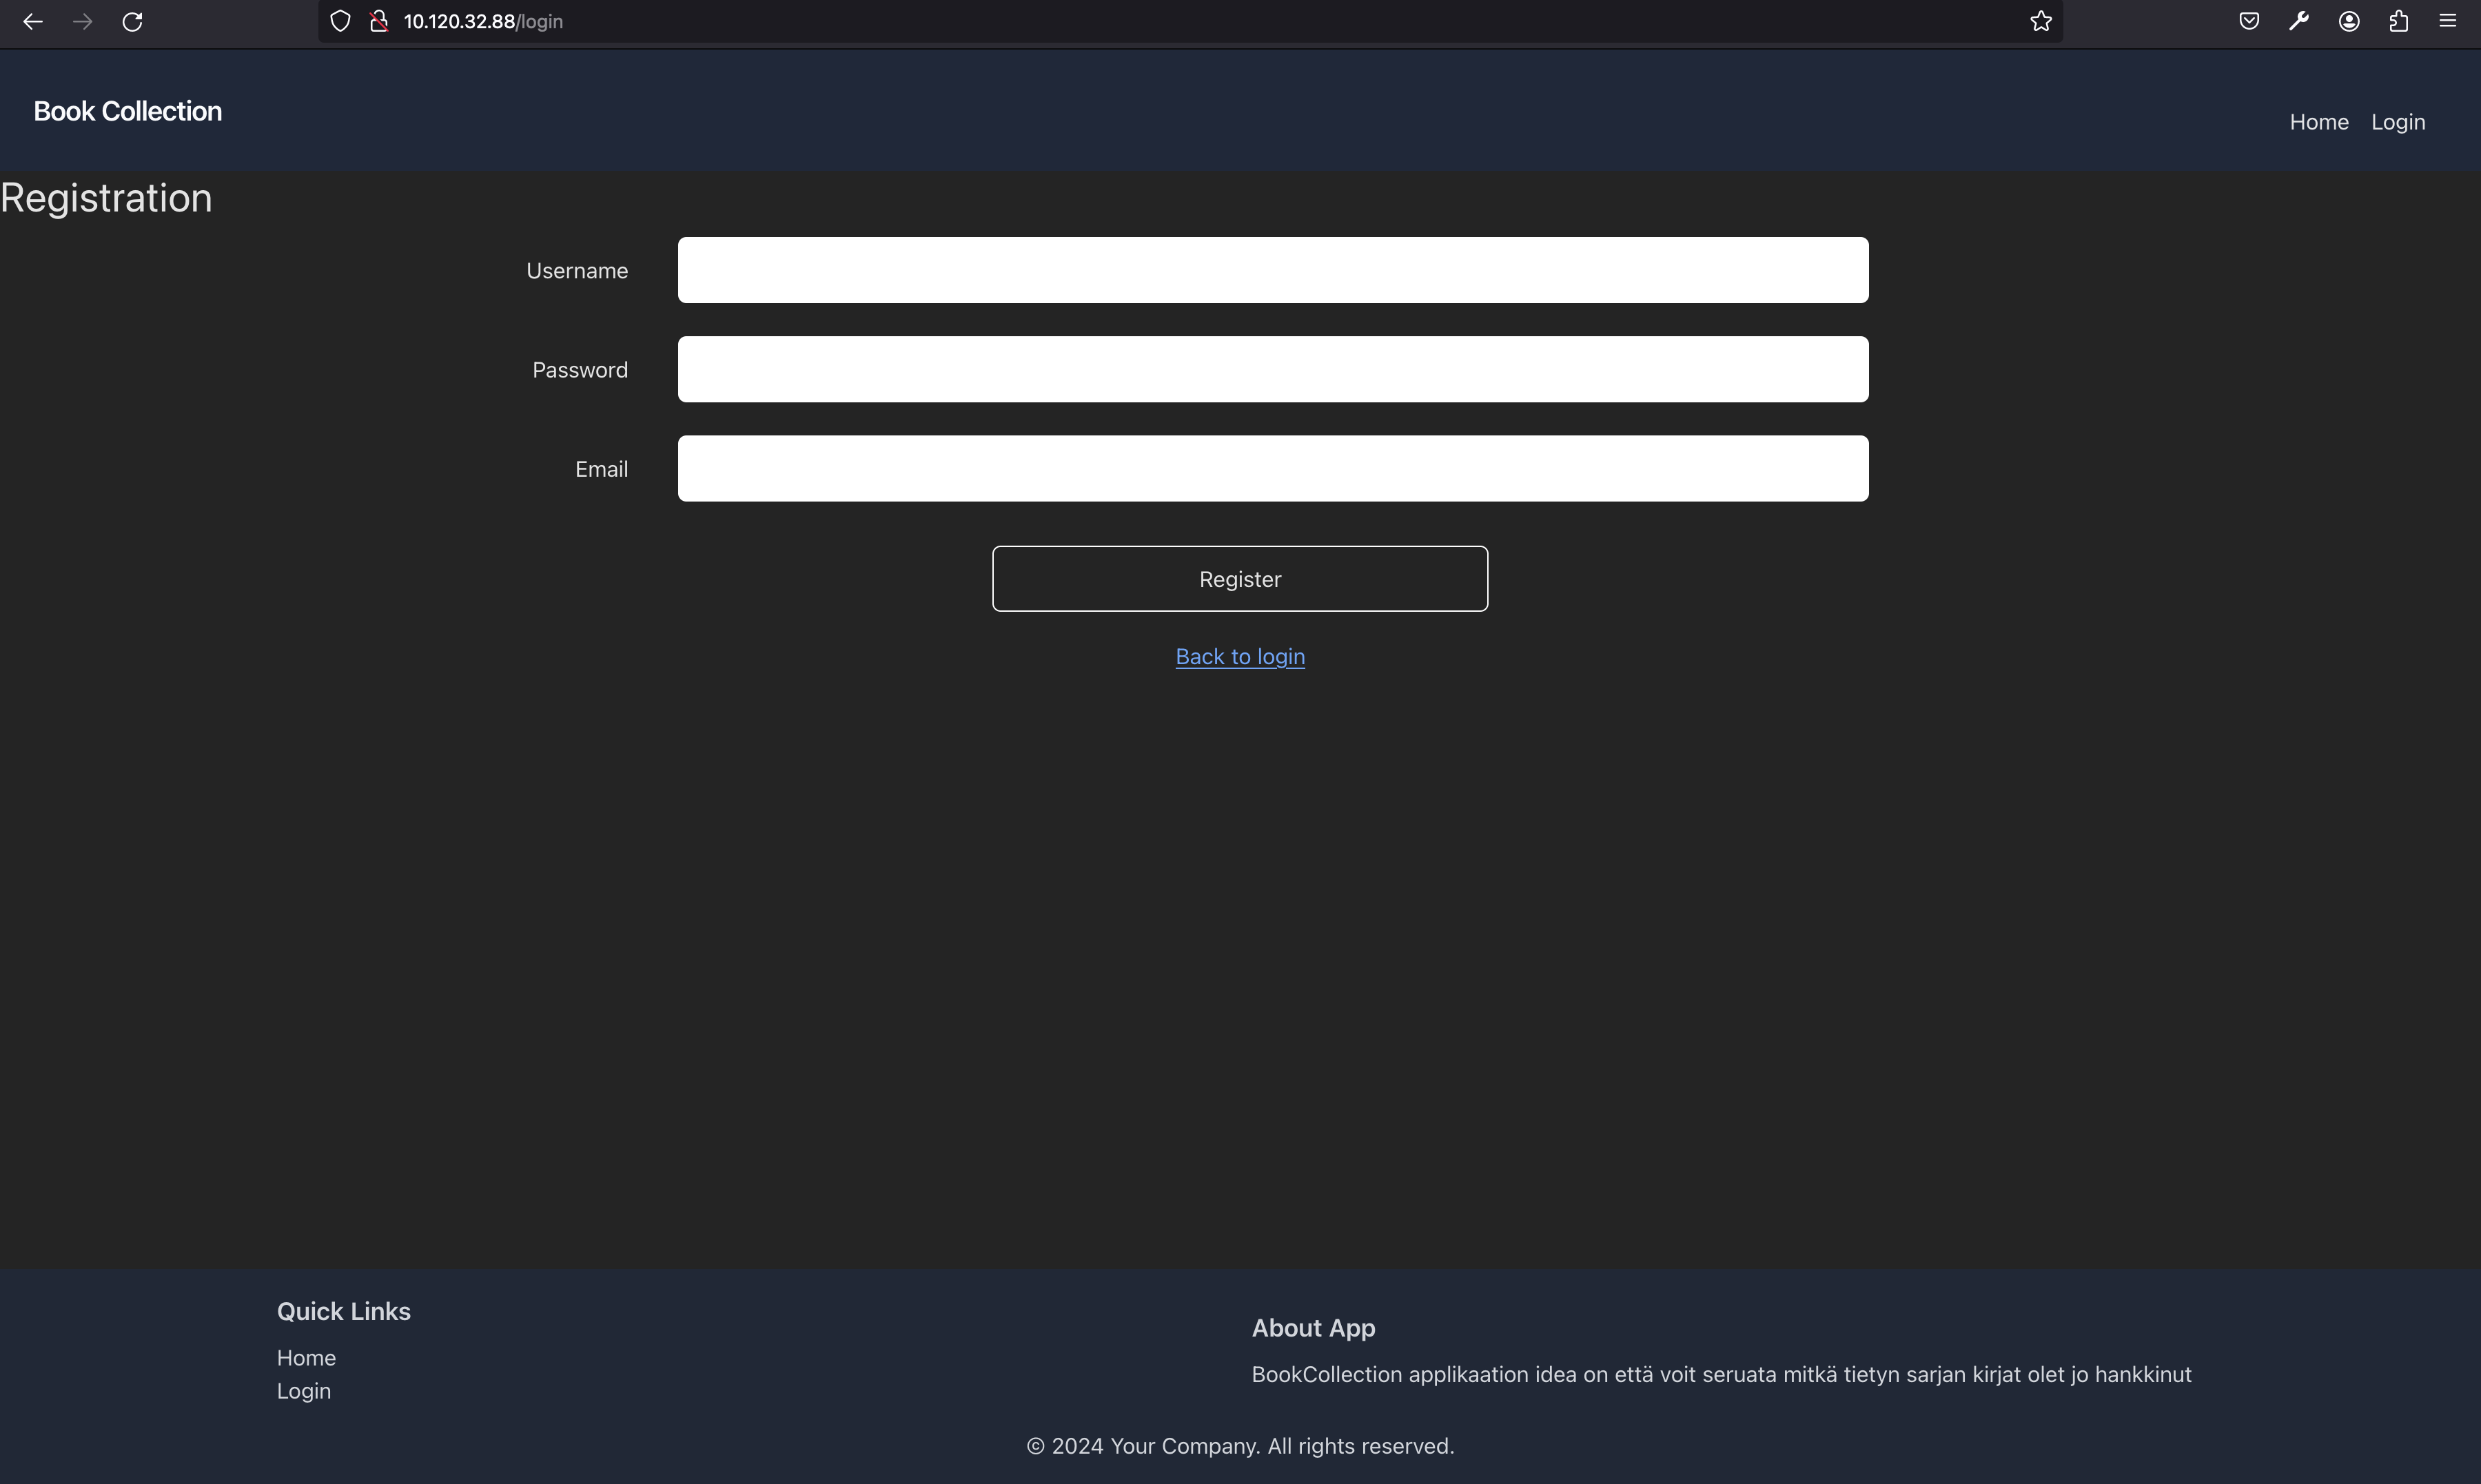 10.120.32.88/login
Book Collection
Home Login
Registration
Username
Password
Email
Register
Back to login
Quick Links
Home
Login
About App
BookCollection applikaation idea on että voit seruata mitkä tietyn sarjan kirjat olet jo hankkinut
© 2024 Your Company. All rights reserved.